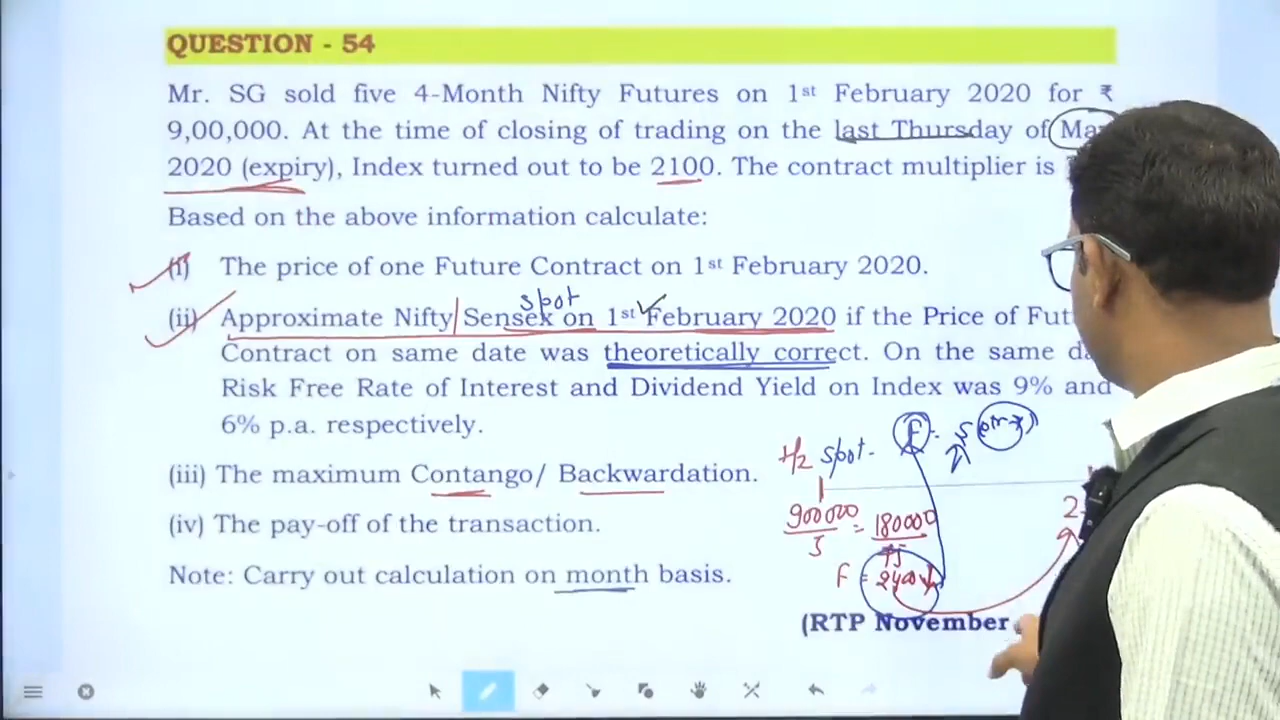 QUESTION - 54
Mr. SG sold five 4-Month Nifty Futures on 1st February 2020 for ₹
9,00,000. At the time of closing of trading on the last Thursday of
2020 (expiry), Index turned out to be 2100. The contract multiplier is
Based on the above information calculate:
(i) The price of one Future Contract on 1st February 2020.
spot
(ii) Approximate Nifty/Sensex on 1st February 2020 if the Price of
Contract on same date was theoretically correct. On the same
Risk Free Rate of Interest and Dividend Yield on Index was 9% and
6% p.a. respectively.
(iii) The maximum Contango/ Backwardation.
(iv) The pay-off of the transaction.
Note: Carry out calculation on month basis.
1/2 spot - F = S
900000 / 5 = 180000 / 75
F = 2400
(RTP November